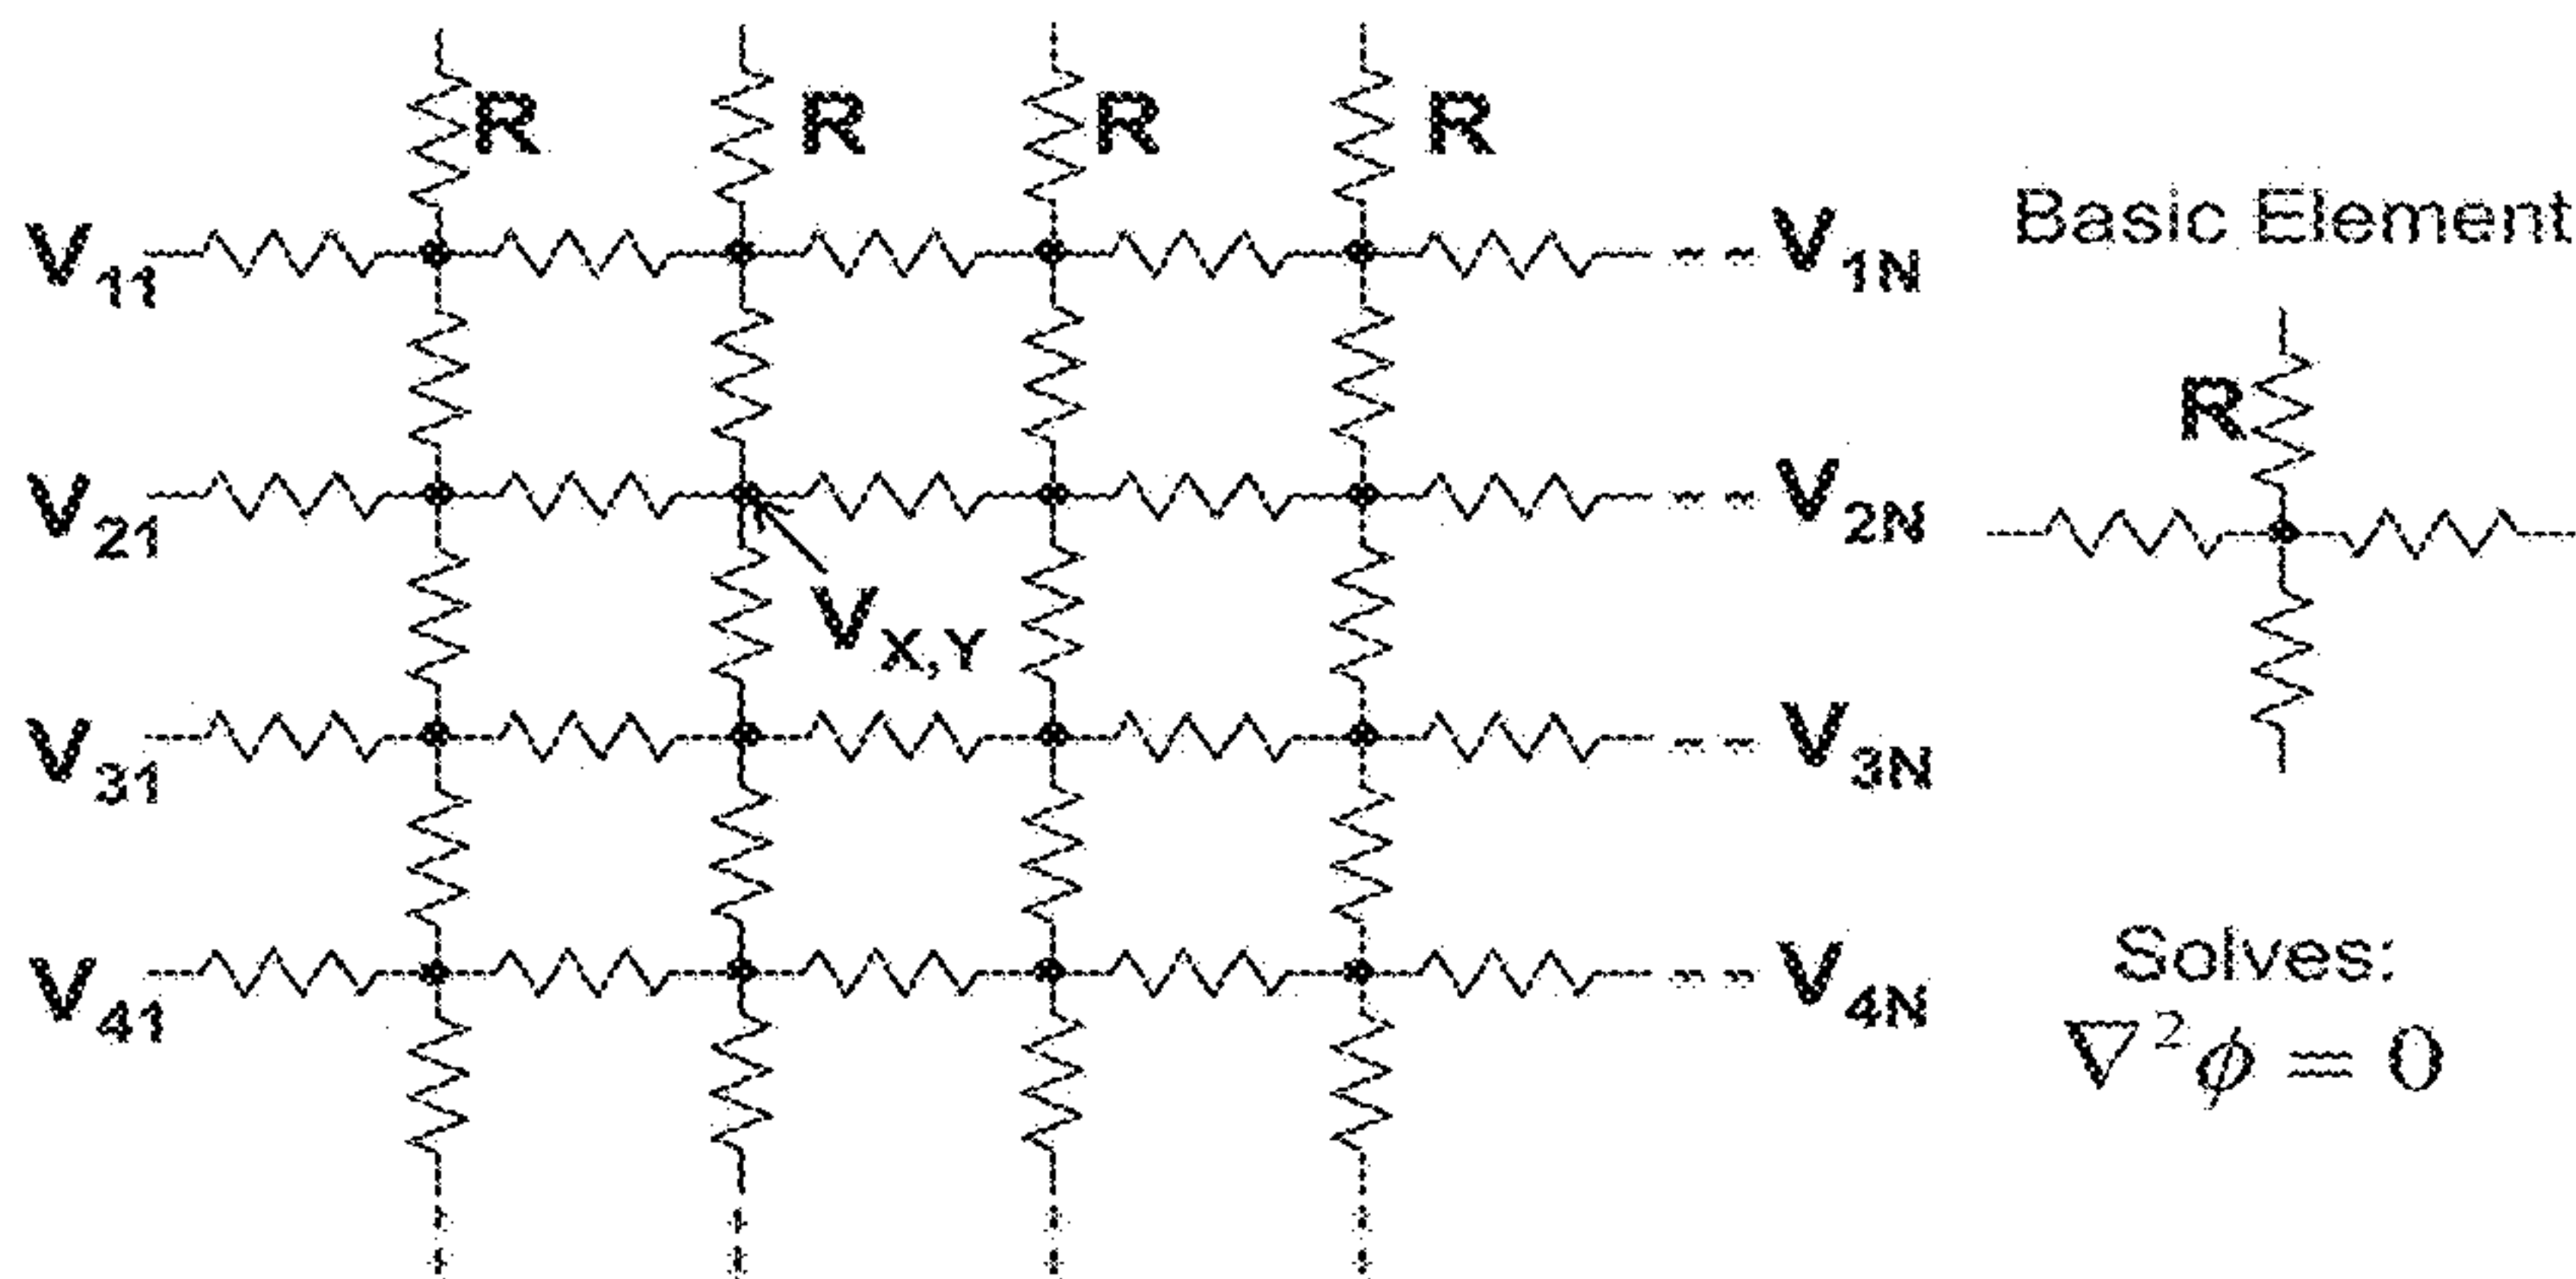 R R R R
V11 V1N
Basic Element
V21 V2N
R
VX,Y
V31 V3N
V41 V4N
Solves:
∇²ϕ = 0